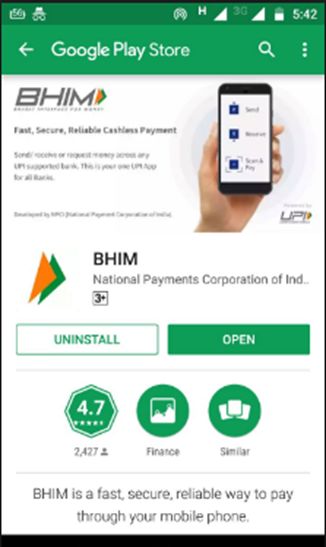 H 3G 5:42
Google Play Store
BHIM
BHARAT INTERFACE FOR MONEY
Fast, Secure, Reliable Cashless Payment
Send/ receive or request money across any
UPI supported bank. This is your one UPI App
for all Banks.
Send
Receive
Scan &
Pay
Developed by NPCI (National Payment Corporation of India)
Powered by
UPI
BHIM
National Payments Corporation of Ind..
3+
UNINSTALL
OPEN
4.7
2,427
Finance
Similar
BHIM is a fast, secure, reliable way to pay
through your mobile phone.